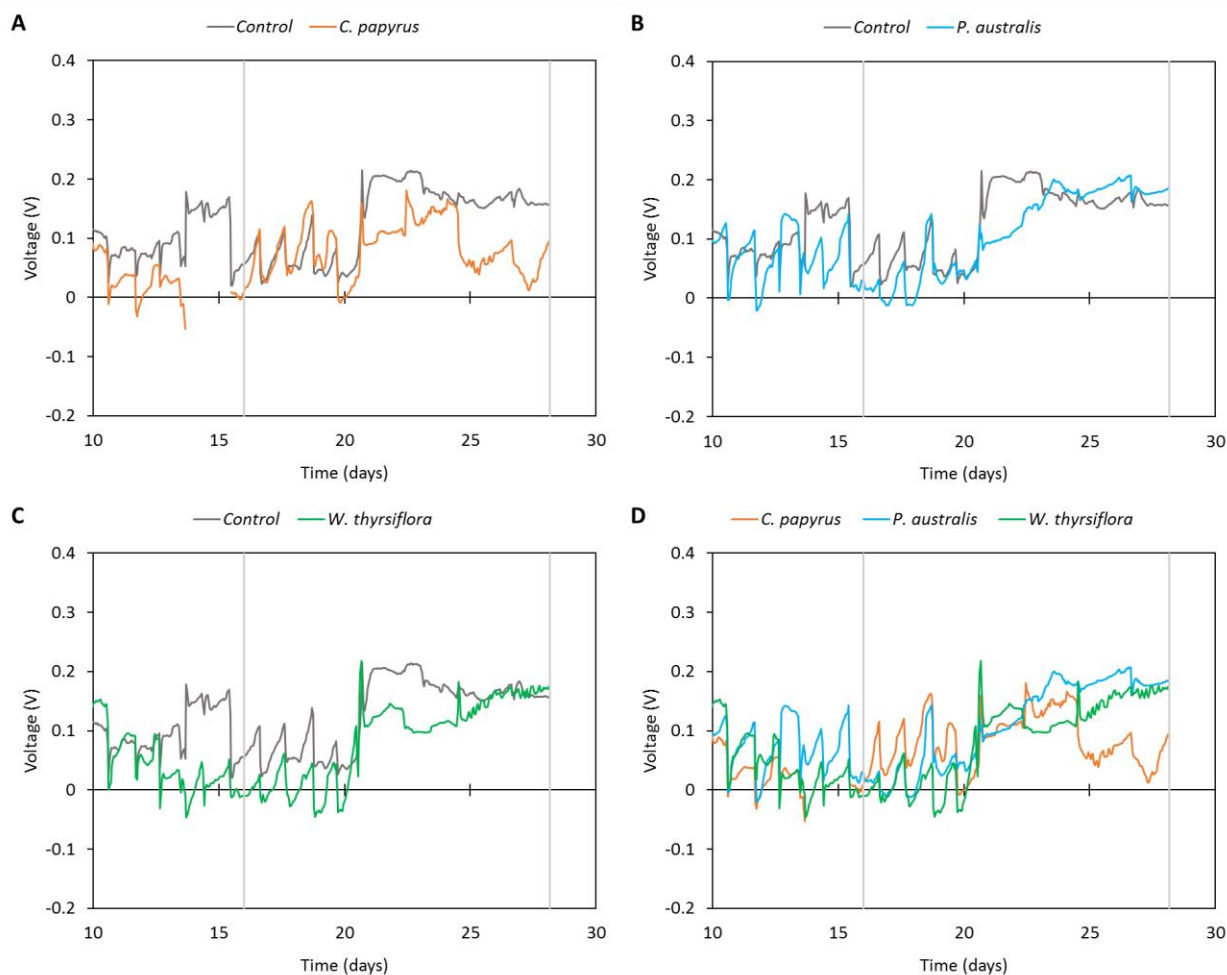 A
Control C. papyrus
0.4
0.3
0.2
0.1
0
-0.1
-0.2
Voltage (V)
10 15 20 25 30
Time (days)
B
Control P. australis
0.4
0.3
0.2
0.1
0
-0.1
-0.2
Voltage (V)
10 15 20 25 30
Time (days)
C
Control W. thyrsiflora
0.4
0.3
0.2
0.1
0
-0.1
-0.2
Voltage (V)
10 15 20 25 30
Time (days)
D
C. papyrus P. australis W. thyrsiflora
0.4
0.3
0.2
0.1
0
-0.1
-0.2
Voltage (V)
10 15 20 25 30
Time (days)